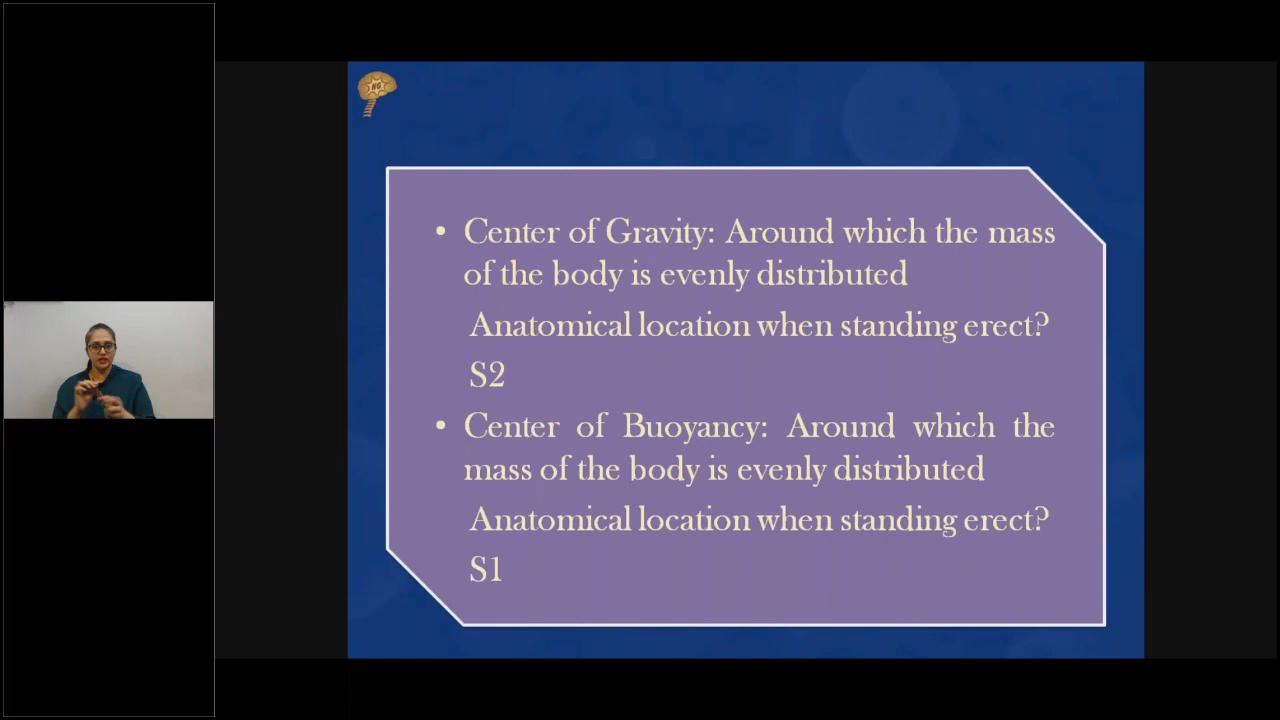 NG
• Center of Gravity: Around which the mass
of the body is evenly distributed
Anatomical location when standing erect?
S2
• Center of Buoyancy: Around which the
mass of the body is evenly distributed
Anatomical location when standing erect?
S1